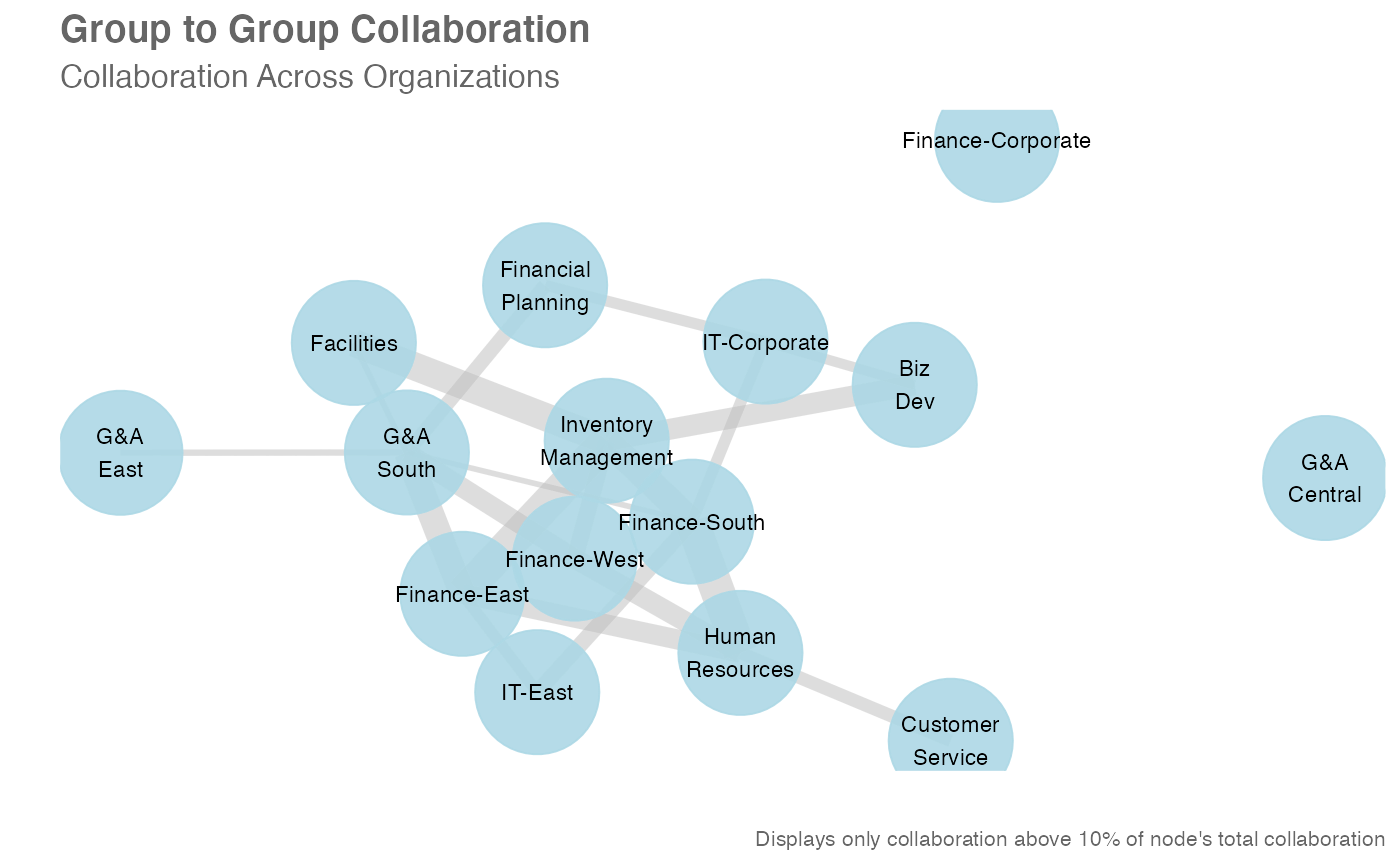 Group to Group Collaboration
Collaboration Across Organizations
Finance-Corporate
Financial
Planning
Facilities
IT-Corporate
Biz
Dev
G&A
East
G&A
South
Inventory
Management
G&A
Central
Finance-South
Finance-West
Finance-East
Human
Resources
IT-East
Customer
Service
Displays only collaboration above 10% of node's total collaboration